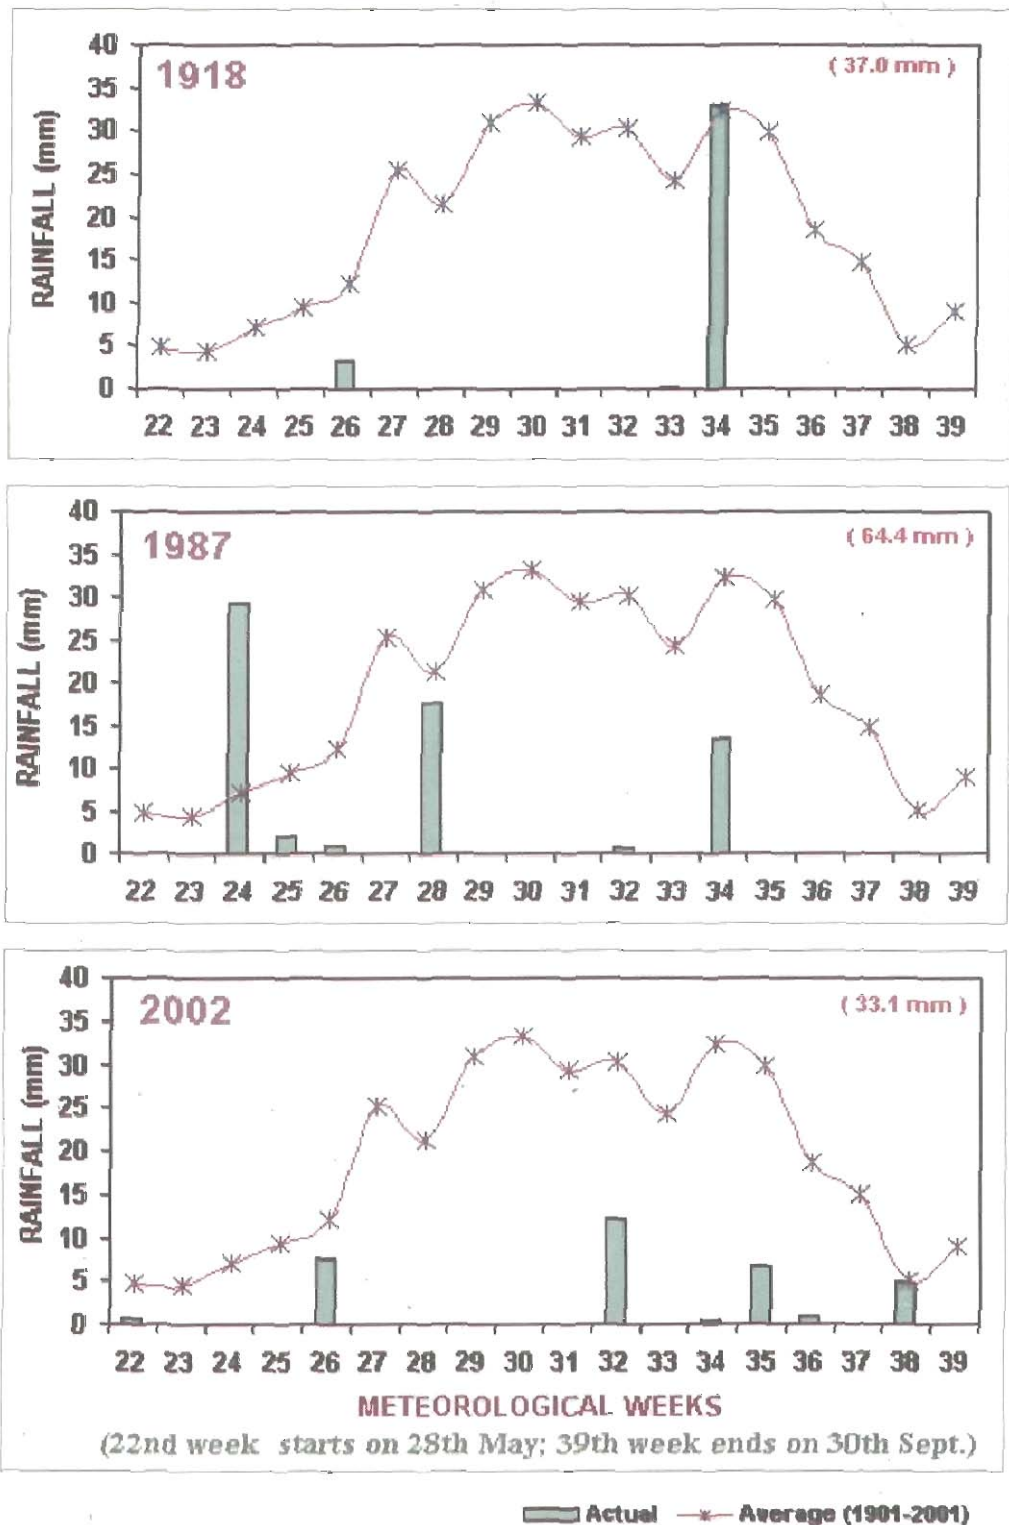 1918
( 37.0 mm )
RAINFALL (mm)
40
35
30
25
20
15
10
5
0
22 23 24 25 26 27 28 29 30 31 32 33 34 35 36 37 38 39
1987
( 64.4 mm )
RAINFALL (mm)
40
35
30
25
20
15
10
5
0
22 23 24 25 26 27 28 29 30 31 32 33 34 35 36 37 38 39
2002
( 33.1 mm )
RAINFALL (mm)
40
35
30
25
20
15
10
5
0
22 23 24 25 26 27 28 29 30 31 32 33 34 35 36 37 38 39
METEOROLOGICAL WEEKS
(22nd week starts on 28th May; 39th week ends on 30th Sept.)
Actual Average (1901-2001)